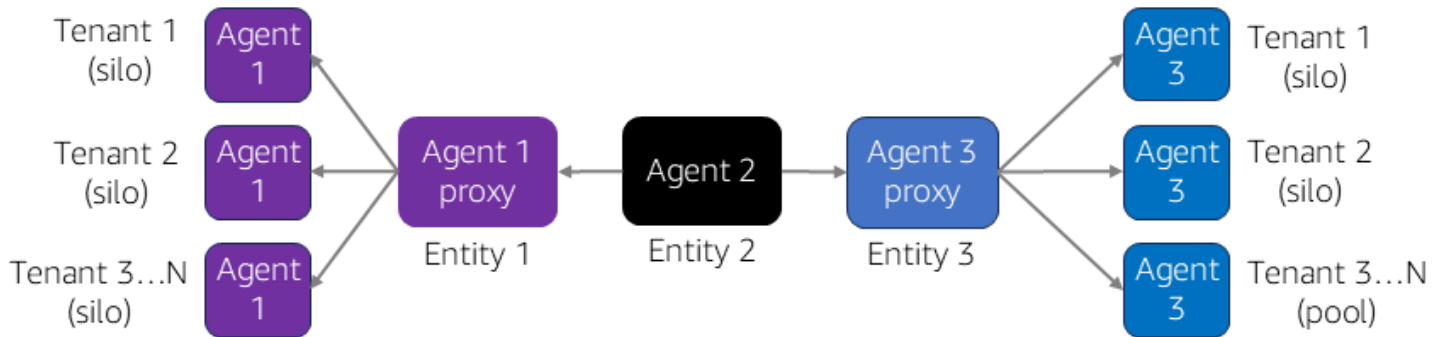 Tenant 1
(silo)
Agent
1
Agent
3
Tenant 1
(silo)
Tenant 2
(silo)
Agent
1
Agent 1
proxy
Entity 1
Agent 2
Entity 2
Agent 3
proxy
Entity 3
Agent
3
Tenant 2
(silo)
Tenant 3...N
(silo)
Agent
1
Agent
3
Tenant 3...N
(pool)